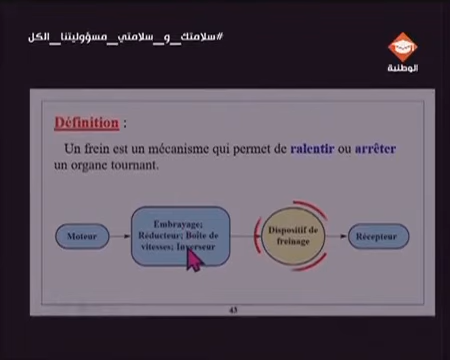 #سلامتك_و_سلامتي_مسؤوليتنا_الكل
الوطنية
Définition :
Un frein est un mécanisme qui permet de ralentir ou arrêter
un organe tournant.
Moteur
Embrayage;
Réducteur; Boîte de
vitesses; Inverseur
Dispositif de
freinage
Récepteur
43